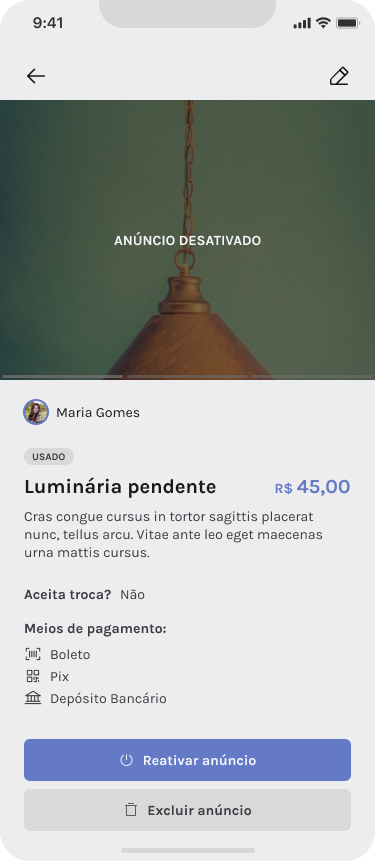 9:41
ANÚNCIO DESATIVADO
Maria Gomes
USADO
Luminária pendente R$ 45,00
Cras congue cursus in tortor sagittis placerat
nunc, tellus arcu. Vitae ante leo eget maecenas
urna mattis cursus.
Aceita troca? Não
Meios de pagamento:
Boleto
Pix
Depósito Bancário
Reativar anúncio
Excluir anúncio